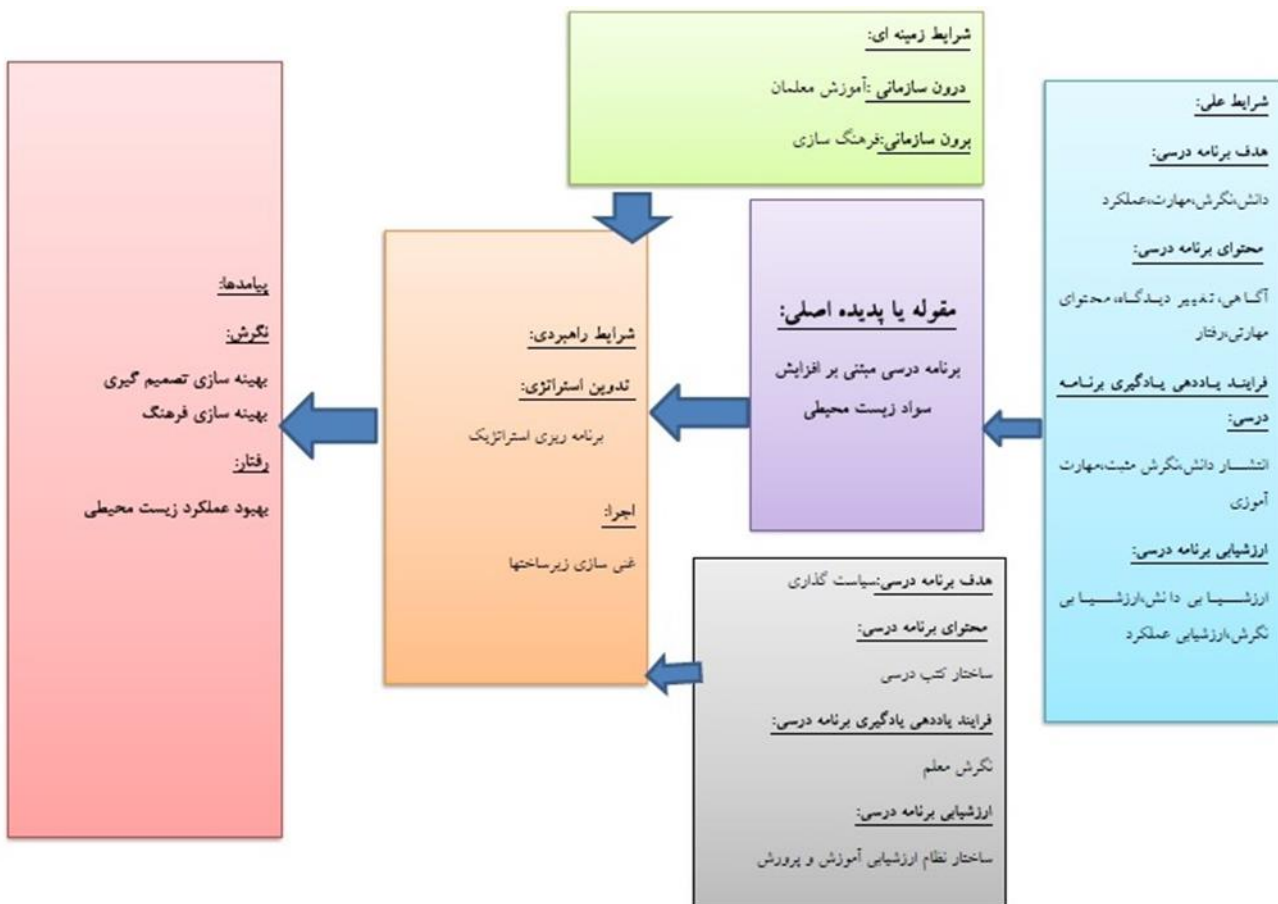 شرایط زمینه ای:
درون سازمانی :آموزش معلمان
برون سازمانی:فرهنگ سازی
شرایط علی:
هدف برنامه درسی:
دانش،نگرش،مهارت،عملکرد
محتوای برنامه درسی:
آگاهی، تغییر دیدگاه، محتوای
مهارتی،رفتار
فرایند یاددهی یادگیری برنامه
درسی:
انتشار دانش،نگرش مثبت،مهارت
آموزی
ارزشیابی برنامه درسی:
ارزشیابی دانش،ارزشیابی
نگرش،ارزشیابی عملکرد
مقوله یا پدیده اصلی:
برنامه درسی مبتنی بر افزایش
سواد زیست محیطی
هدف برنامه درسی:سیاست گذاری
محتوای برنامه درسی:
ساختار کتب درسی
فرایند یاددهی یادگیری برنامه درسی:
نگرش معلم
ارزشیابی برنامه درسی:
ساختار نظام ارزشیابی آموزش و پرورش
شرایط راهبردی:
تدوین استراتژی:
برنامه ریزی استراتژیک
اجرا:
غنی سازی زیرساختها
پیامدها:
نگرش:
بهینه سازی تصمیم گیری
بهینه سازی فرهنگ
رفتار:
بهبود عملکرد زیست محیطی